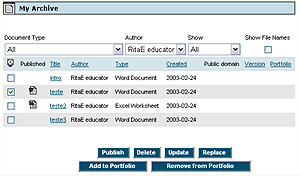 My Archive
Document Type Author Show Show File Names
All RitaE educator All
Published Title Author Type Created Public domain Version Portfolio
intro RitaE educator Word Document 2003-02-24
teste RitaE educator Word Document 2003-02-24
teste2 RitaE educator Excel Worksheet 2003-02-24
teste3 RitaE educator Word Document 2003-02-24
Publish Delete Update Replace
Add to Portfolio Remove from Portfolio